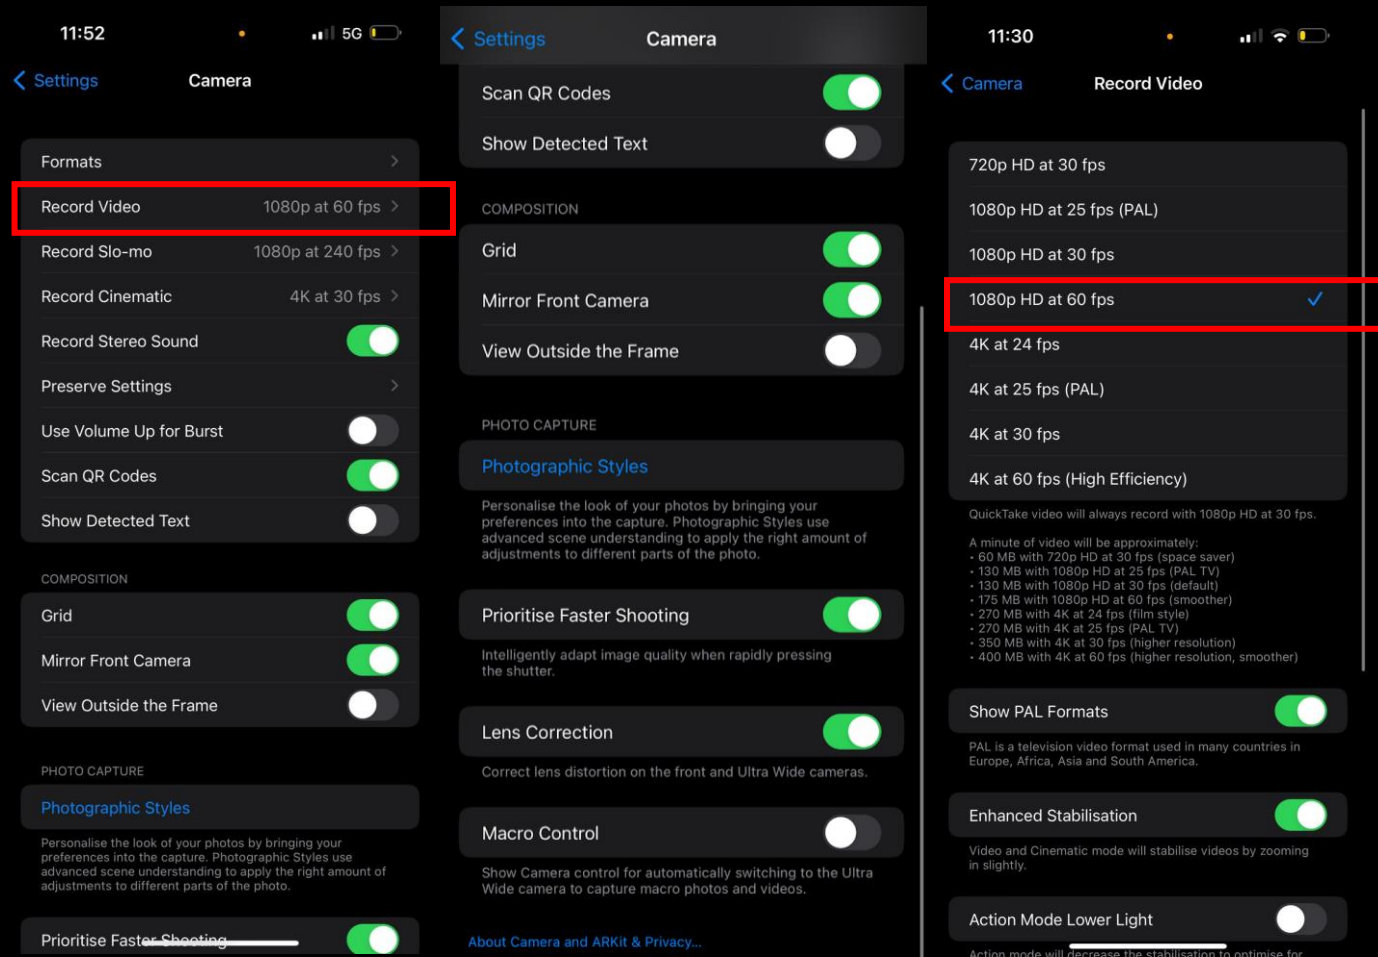 11:52
5G
Settings
Camera
Formats
Record Video 1080p at 60 fps
Record Slo-mo 1080p at 240 fps
Record Cinematic 4K at 30 fps
Record Stereo Sound
Preserve Settings
Use Volume Up for Burst
Scan QR Codes
Show Detected Text
COMPOSITION
Grid
Mirror Front Camera
View Outside the Frame
PHOTO CAPTURE
Photographic Styles
Personalise the look of your photos by bringing your
preferences into the capture. Photographic Styles use
advanced scene understanding to apply the right amount of
adjustments to different parts of the photo.
Prioritise Faster Shooting
Settings
Camera
Scan QR Codes
Show Detected Text
COMPOSITION
Grid
Mirror Front Camera
View Outside the Frame
PHOTO CAPTURE
Photographic Styles
Personalise the look of your photos by bringing your
preferences into the capture. Photographic Styles use
advanced scene understanding to apply the right amount of
adjustments to different parts of the photo.
Prioritise Faster Shooting
Intelligently adapt image quality when rapidly pressing
the shutter.
Lens Correction
Correct lens distortion on the front and Ultra Wide cameras.
Macro Control
Show Camera control for automatically switching to the Ultra
Wide camera to capture macro photos and videos.
About Camera and ARKit & Privacy...
11:30
Camera
Record Video
720p HD at 30 fps
1080p HD at 25 fps (PAL)
1080p HD at 30 fps
1080p HD at 60 fps
4K at 24 fps
4K at 25 fps (PAL)
4K at 30 fps
4K at 60 fps (High Efficiency)
QuickTake video will always record with 1080p HD at 30 fps.
A minute of video will be approximately:
• 60 MB with 720p HD at 30 fps (space saver)
• 130 MB with 1080p HD at 25 fps (PAL TV)
• 130 MB with 1080p HD at 30 fps (default)
• 175 MB with 1080p HD at 60 fps (smoother)
• 270 MB with 4K at 24 fps (film style)
• 270 MB with 4K at 25 fps (PAL TV)
• 350 MB with 4K at 30 fps (higher resolution)
• 400 MB with 4K at 60 fps (higher resolution, smoother)
Show PAL Formats
PAL is a television video format used in many countries in
Europe, Africa, Asia and South America.
Enhanced Stabilisation
Video and Cinematic mode will stabilise videos by zooming
in slightly.
Action Mode Lower Light
Action mode will decrease the stabilisation to optimise for